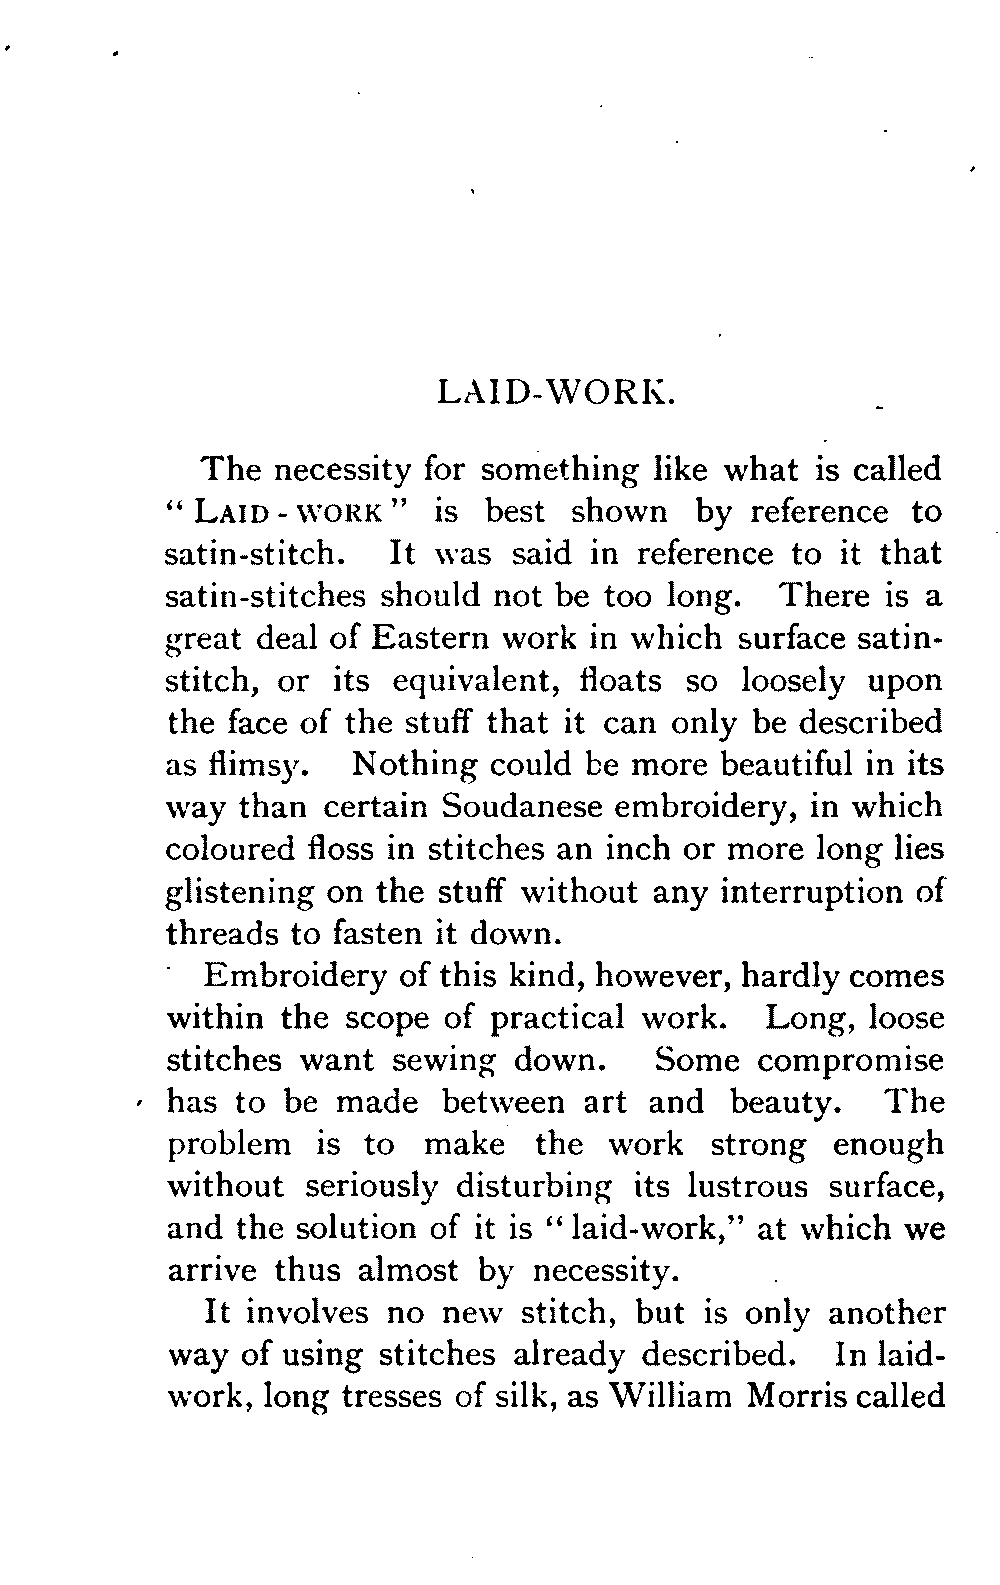 LAID-WORK.
The necessity for something like what is called
“ LAID - WORK ” is best shown by reference to
satin-stitch. It was said in reference to it that
satin-stitches should not be too long. There is a
great deal of Eastern work in which surface satin-
stitch, or its equivalent, floats so loosely upon
the face of the stuff that it can only be described
as flimsy. Nothing could be more beautiful in its
way than certain Soudanese embroidery, in which
coloured floss in stitches an inch or more long lies
glistening on the stuff without any interruption of
threads to fasten it down.
Embroidery of this kind, however, hardly comes
within the scope of practical work. Long, loose
stitches want sewing down. Some compromise
has to be made between art and beauty. The
problem is to make the work strong enough
without seriously disturbing its lustrous surface,
and the solution of it is “ laid-work,” at which we
arrive thus almost by necessity.
It involves no new stitch, but is only another
way of using stitches already described. In laid-
work, long tresses of silk, as William Morris called